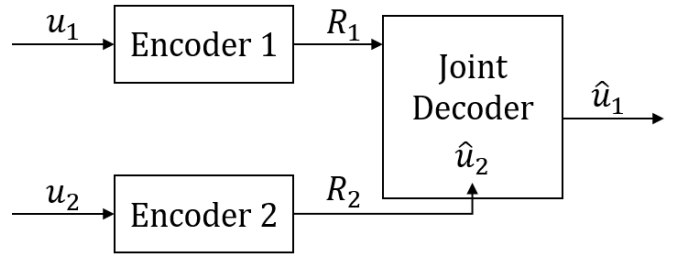 u₁
Encoder 1
R₁
Joint
Decoder
û₁
û₂
u₂
Encoder 2
R₂